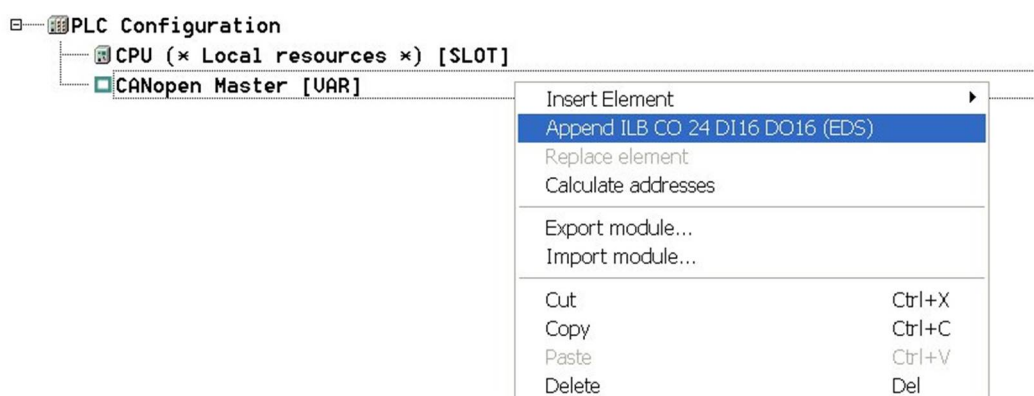 PLC Configuration
CPU (* Local resources *) [SLOT]
CANopen Master [VAR]
Insert Element
Append ILB CO 24 DI16 DO16 (EDS)
Replace element
Calculate addresses
Export module...
Import module...
Cut Ctrl+X
Copy Ctrl+C
Paste Ctrl+V
Delete Del